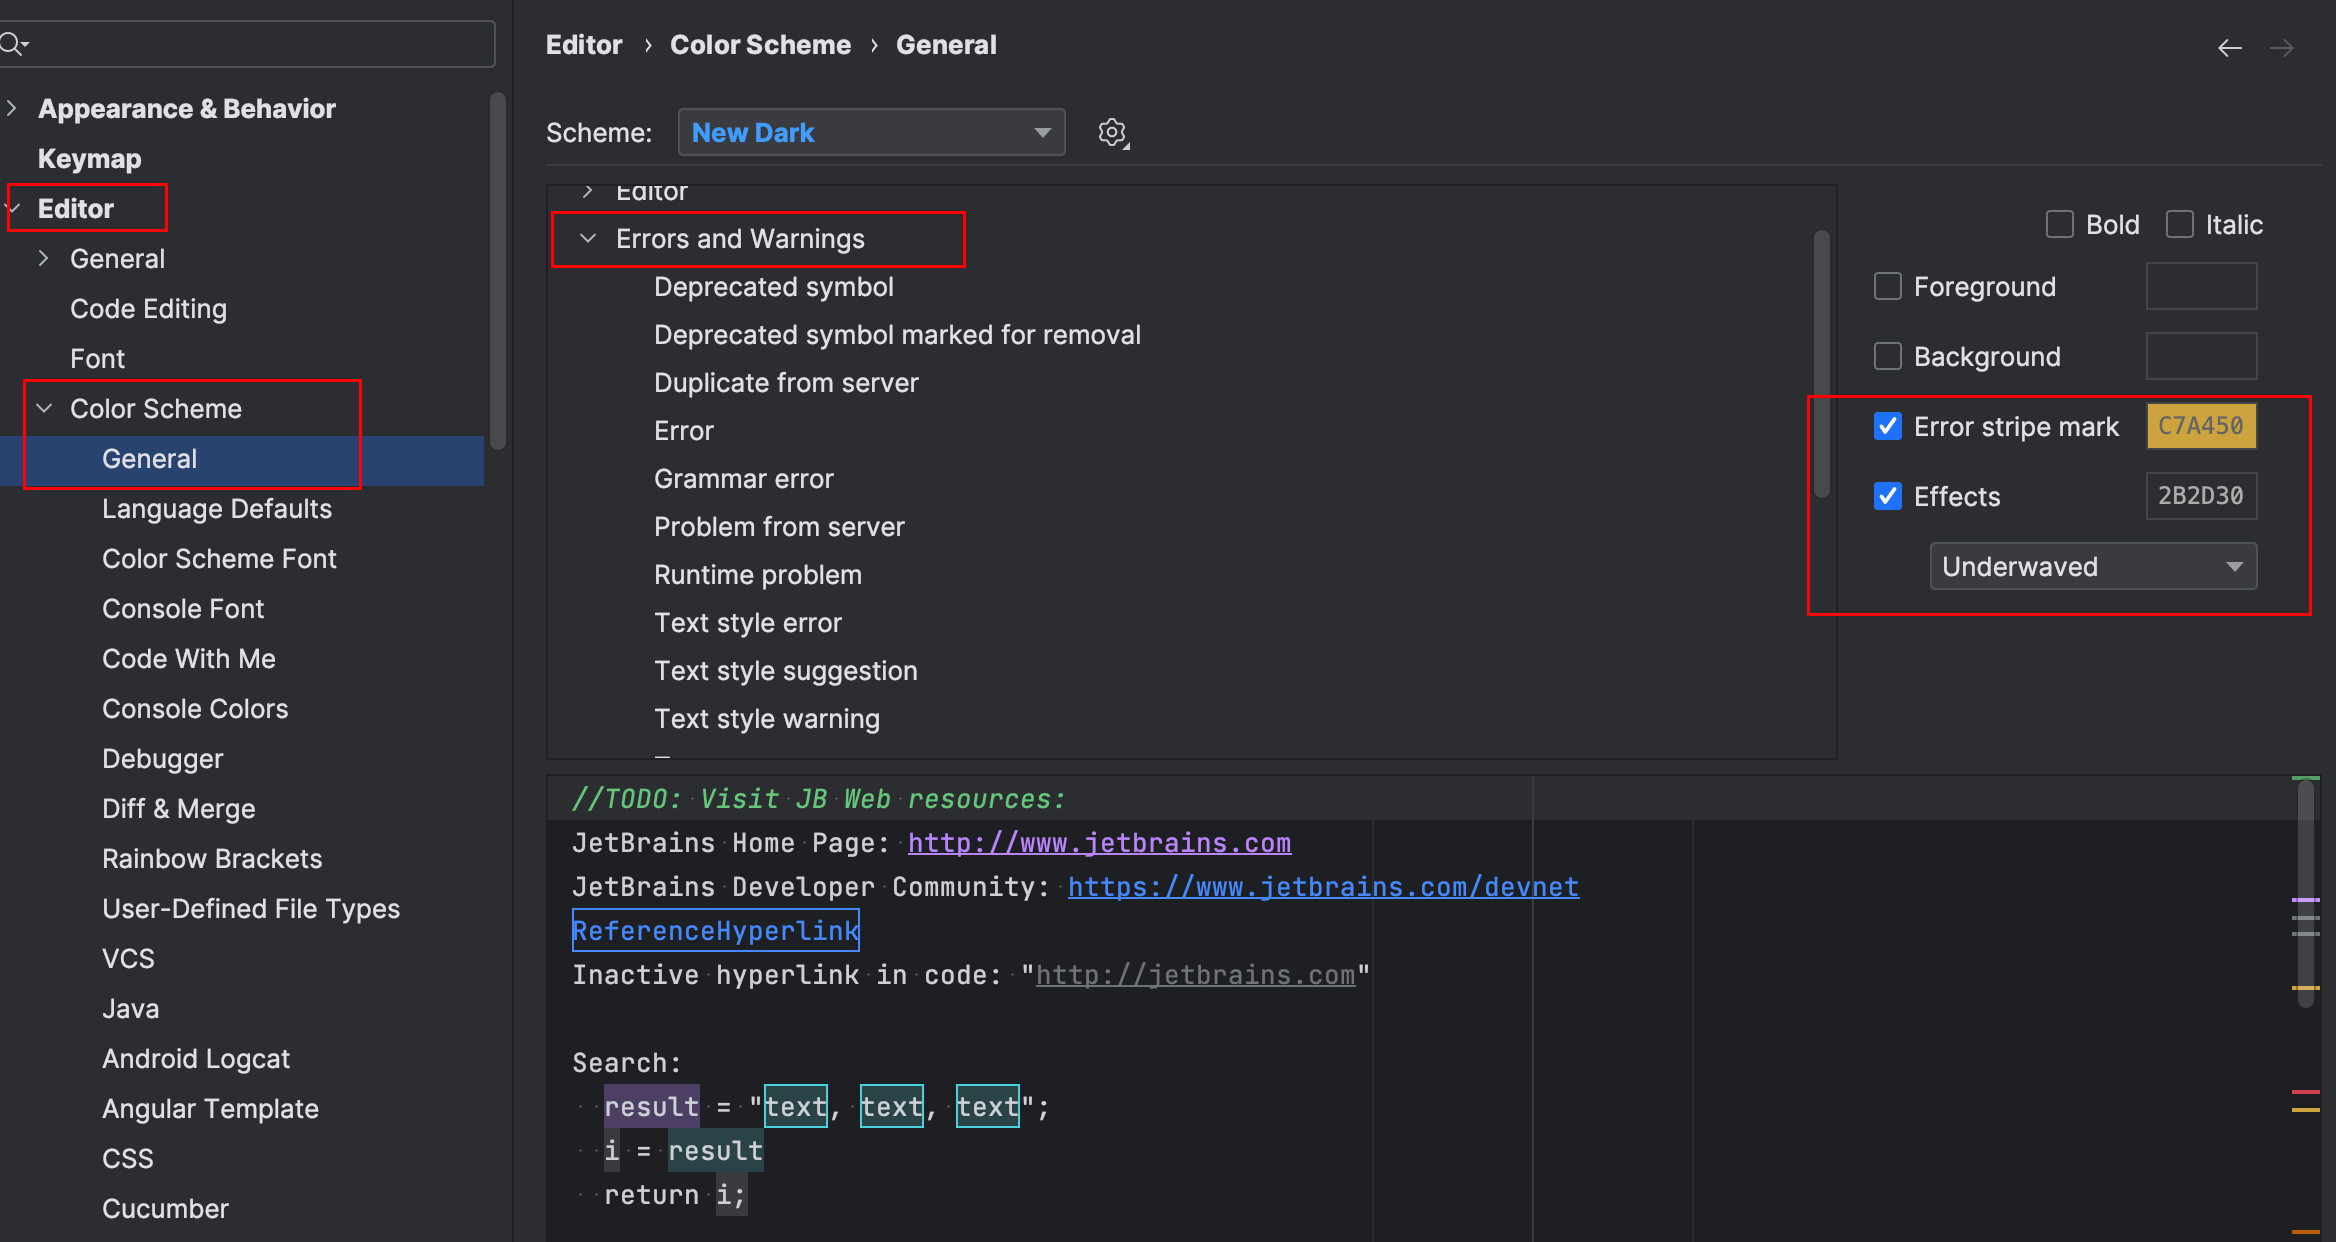 Appearance & Behavior
Keymap
Editor
General
Code Editing
Font
Color Scheme
General
Language Defaults
Color Scheme Font
Console Font
Code With Me
Console Colors
Debugger
Diff & Merge
Rainbow Brackets
User-Defined File Types
VCS
Java
Android Logcat
Angular Template
CSS
Cucumber
Editor › Color Scheme › General
Scheme: New Dark
Editor
Errors and Warnings
Deprecated symbol
Deprecated symbol marked for removal
Duplicate from server
Error
Grammar error
Problem from server
Runtime problem
Text style error
Text style suggestion
Text style warning
Bold Italic
Foreground
Background
Error stripe mark C7A450
Effects 2B2D30
Underwaved
//TODO: Visit JB Web resources:
JetBrains Home Page: http://www.jetbrains.com
JetBrains Developer Community: https://www.jetbrains.com/devnet
ReferenceHyperlink
Inactive hyperlink in code: "http://jetbrains.com"
Search:
result = "text, text, text";
i = result
return i;